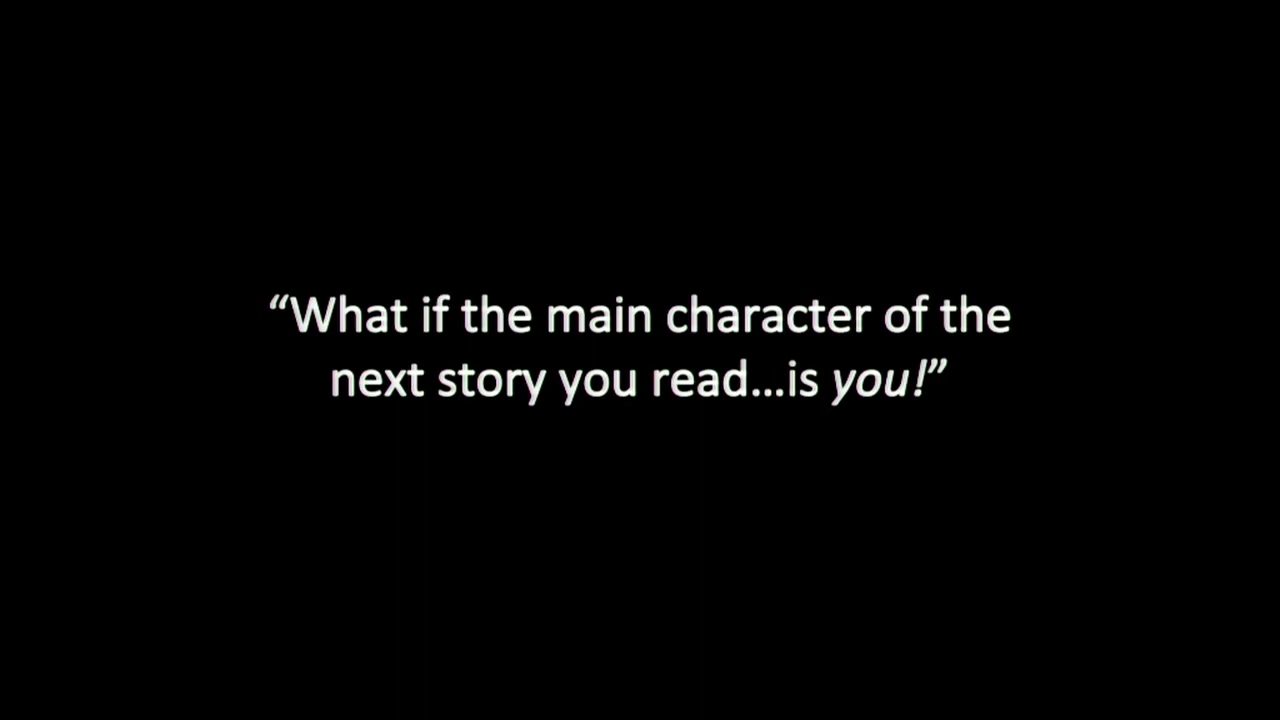 “What if the main character of the
next story you read…is you!”